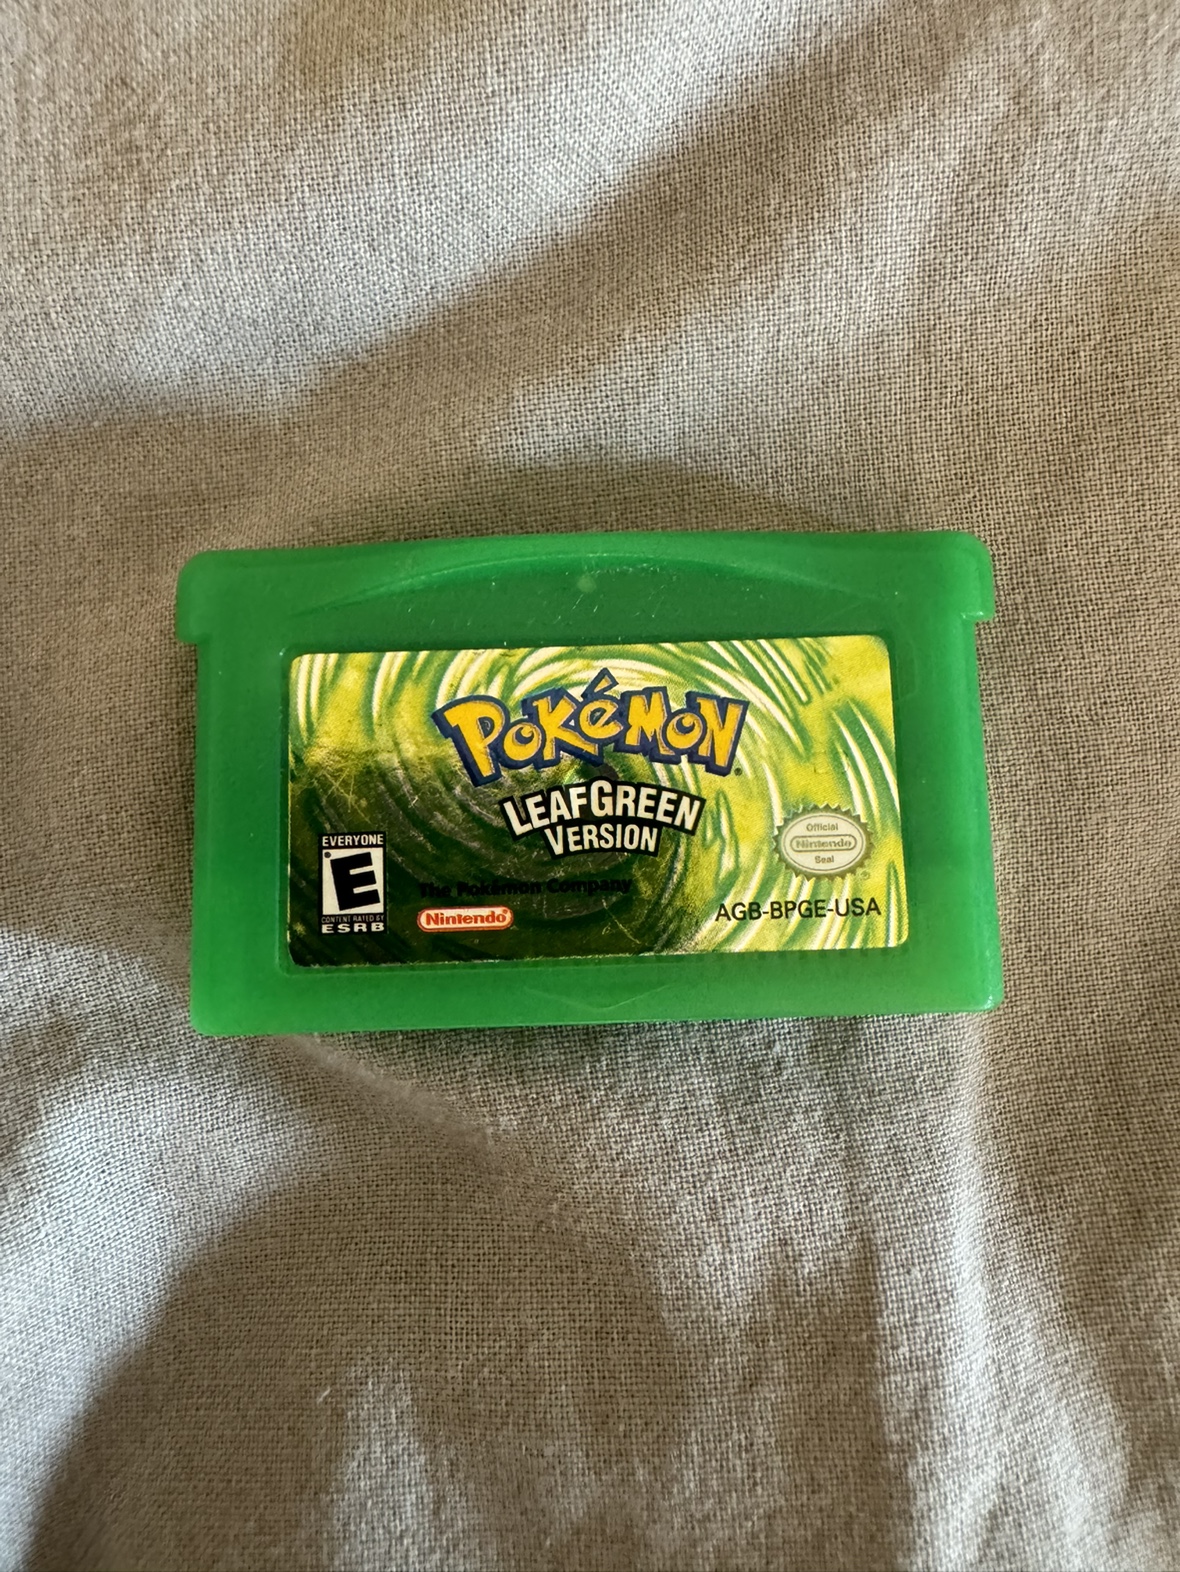 Pokémon
LEAFGREEN
VERSION
EVERYONE
E
CONTENT RATED BY
ESRB
The Pokémon Company
Nintendo®
Official
Nintendo
Seal
AGB-BPGE-USA